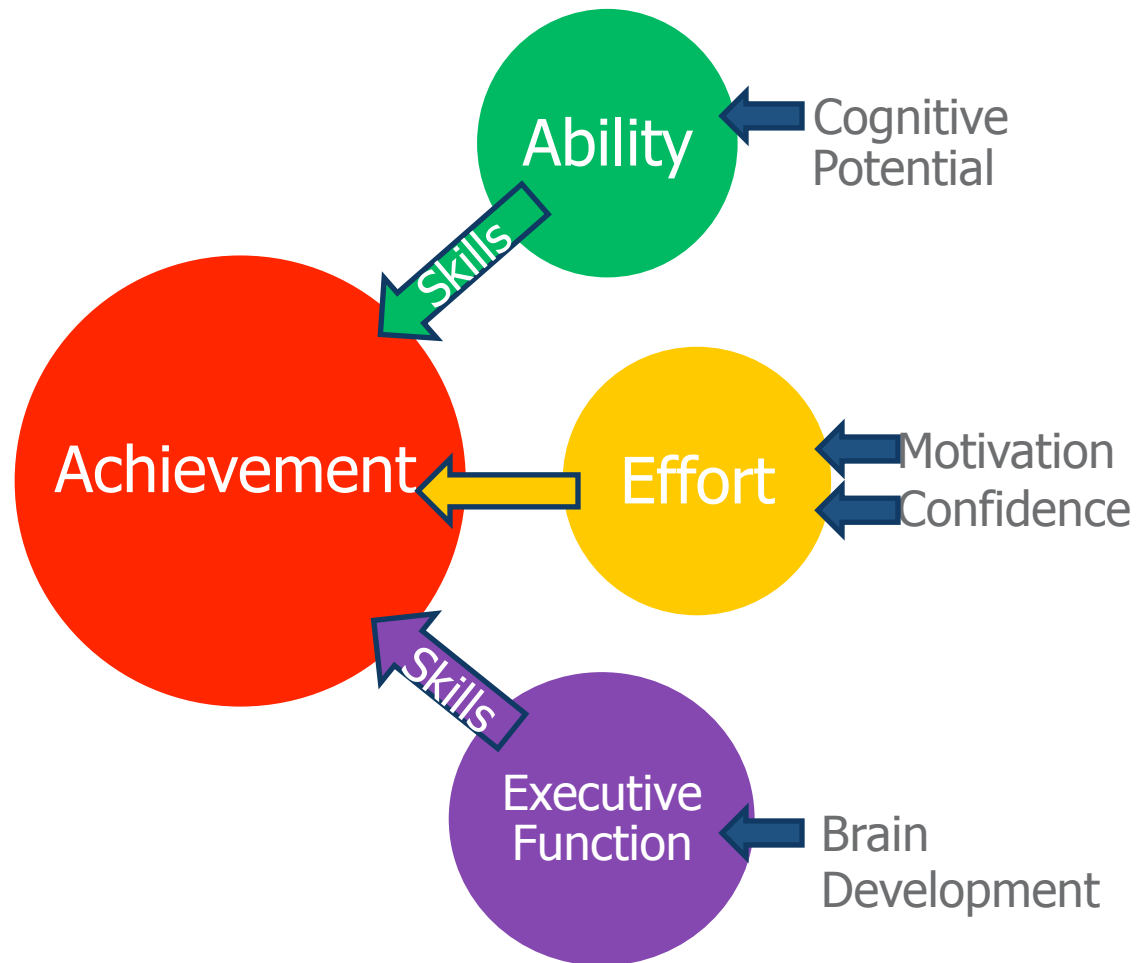 Ability
Cognitive
Potential
Skills
Achievement
Effort
Motivation
Confidence
Skills
Executive
Function
Brain
Development